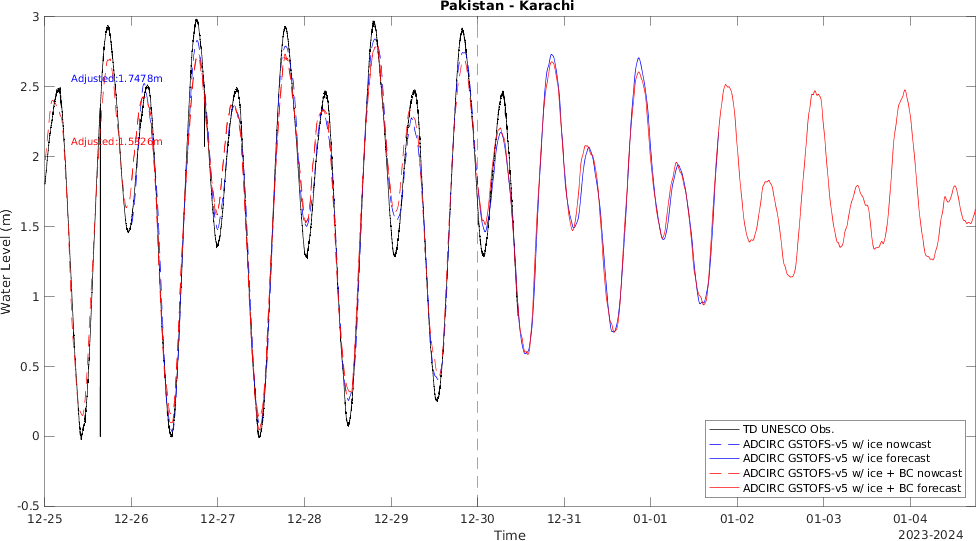 Pakistan - Karachi
3
2.5
2
1.5
1
0.5
0
-0.5
Water Level (m)
Adjusted:1.7478m
Adjusted:1.5526m
TD UNESCO Obs.
ADCIRC GSTOFS-v5 w/ ice nowcast
ADCIRC GSTOFS-v5 w/ ice forecast
ADCIRC GSTOFS-v5 w/ ice + BC nowcast
ADCIRC GSTOFS-v5 w/ ice + BC forecast
12-25 12-26 12-27 12-28 12-29 12-30 12-31 01-01 01-02 01-03 01-04
Time
2023-2024